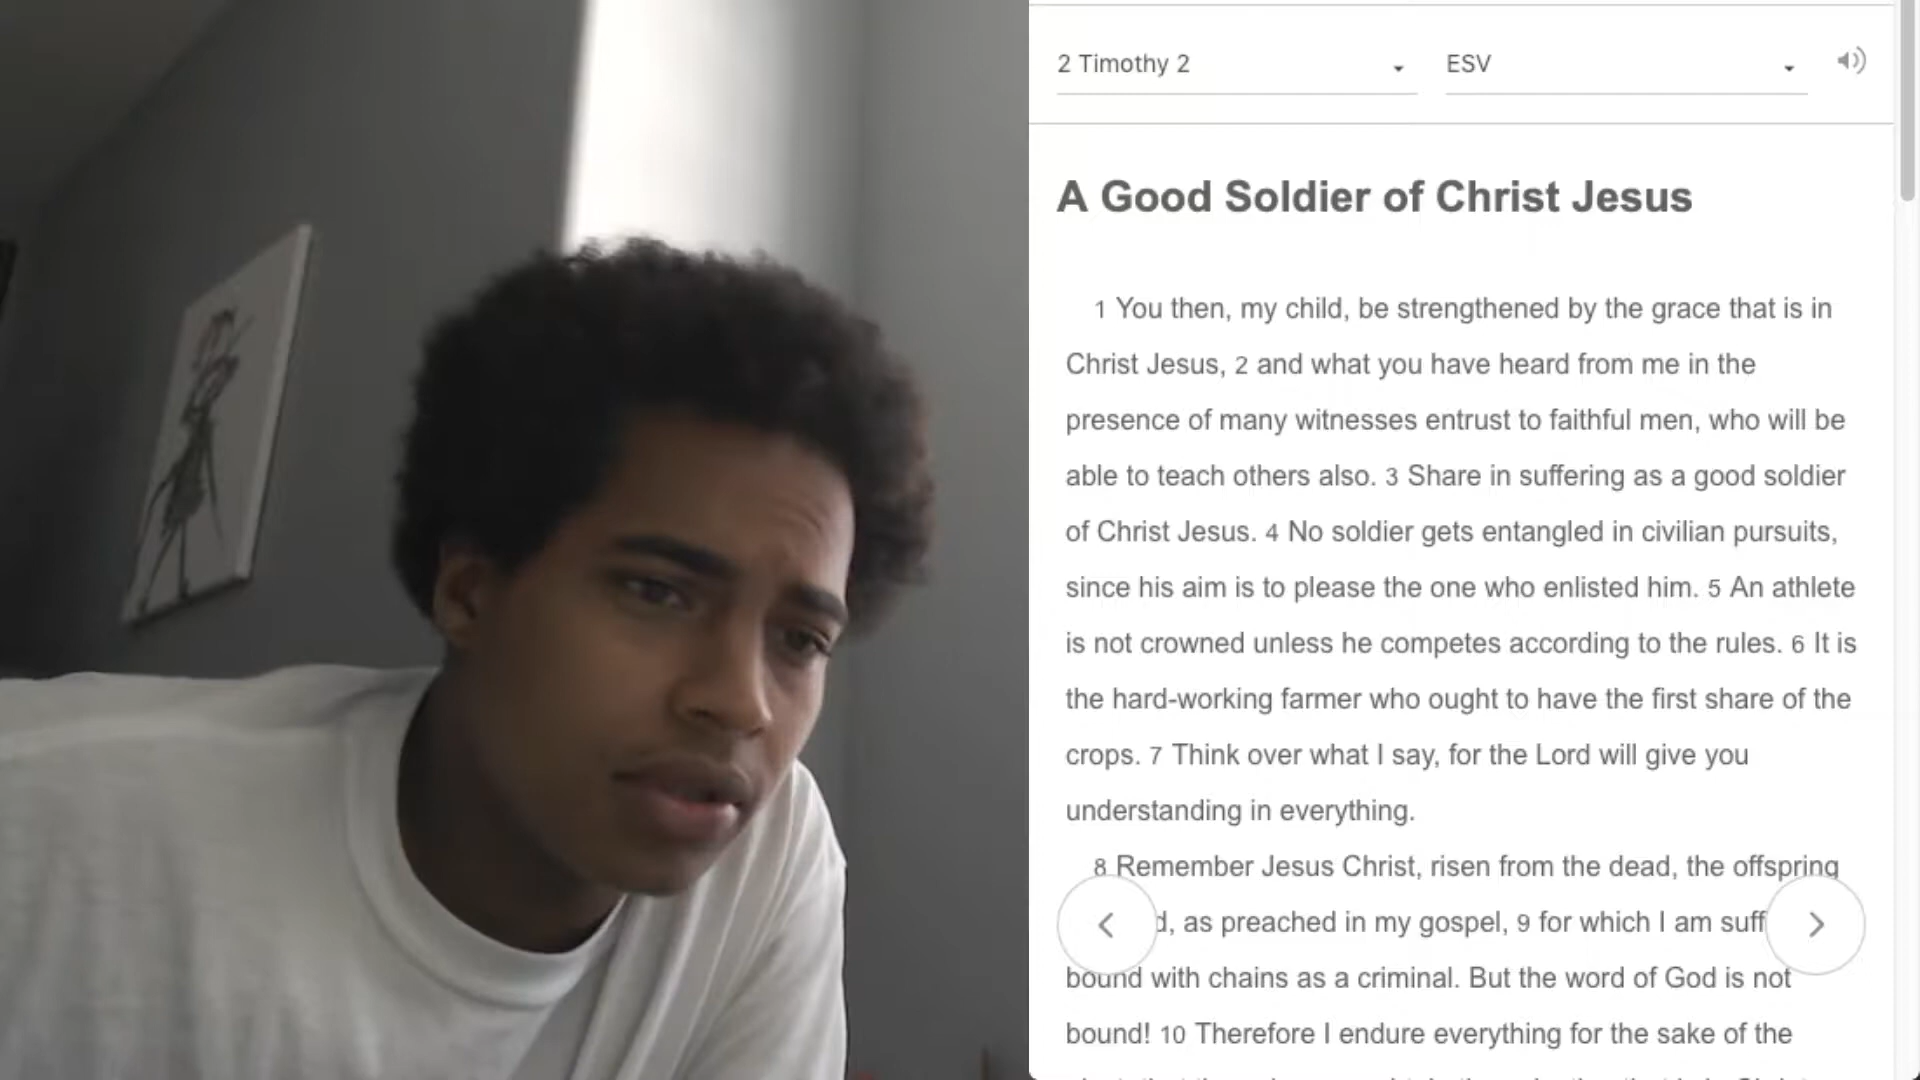 2 Timothy 2
ESV
A Good Soldier of Christ Jesus
1 You then, my child, be strengthened by the grace that is in
Christ Jesus, 2 and what you have heard from me in the
presence of many witnesses entrust to faithful men, who will be
able to teach others also. 3 Share in suffering as a good soldier
of Christ Jesus. 4 No soldier gets entangled in civilian pursuits,
since his aim is to please the one who enlisted him. 5 An athlete
is not crowned unless he competes according to the rules. 6 It is
the hard-working farmer who ought to have the first share of the
crops. 7 Think over what I say, for the Lord will give you
understanding in everything.
8 Remember Jesus Christ, risen from the dead, the offspring
d, as preached in my gospel, 9 for which I am suff
bound with chains as a criminal. But the word of God is not
bound! 10 Therefore I endure everything for the sake of the